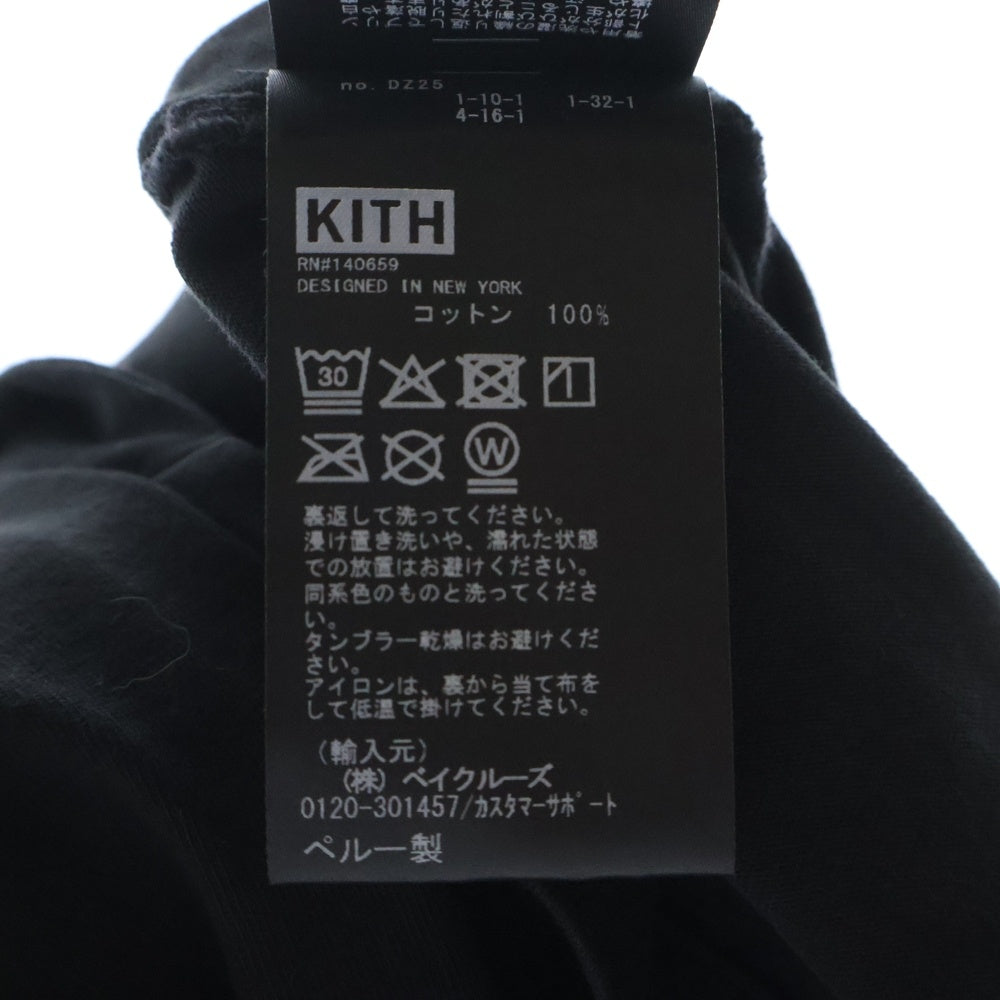 no. DZ25
1-10-1 1-32-1
4-16-1
KITH
RN#140659
DESIGNED IN NEW YORK
コットン 100%
30
W
裏返して洗ってください。
浸け置き洗いや、濡れた状態
での放置はお避けください。
同系色のものと洗ってくださ
い。
タンブラー乾燥はお避けくだ
さい。
アイロンは、裏から当て布を
して低温で掛けてください。
(輸入元)
(株) ベイクルーズ
0120-301457/カスタマーサポート
ペルー製